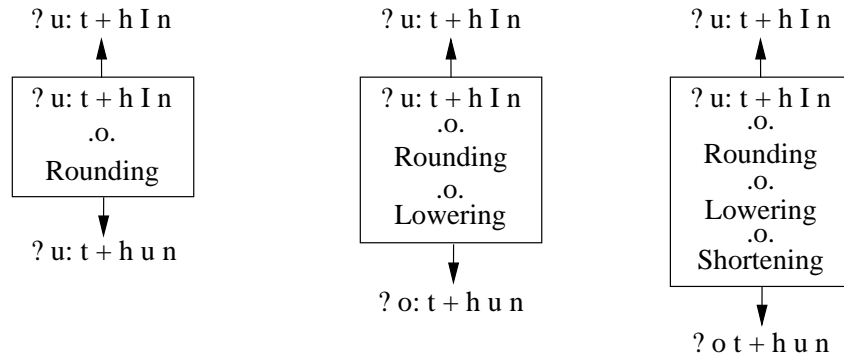 ? u: t + h I n
? u: t + h I n
.o.
Rounding
? u: t + h u n
? u: t + h I n
? u: t + h I n
.o.
Rounding
.o.
Lowering
? o: t + h u n
? u: t + h I n
? u: t + h I n
.o.
Rounding
.o.
Lowering
.o.
Shortening
? o t + h u n